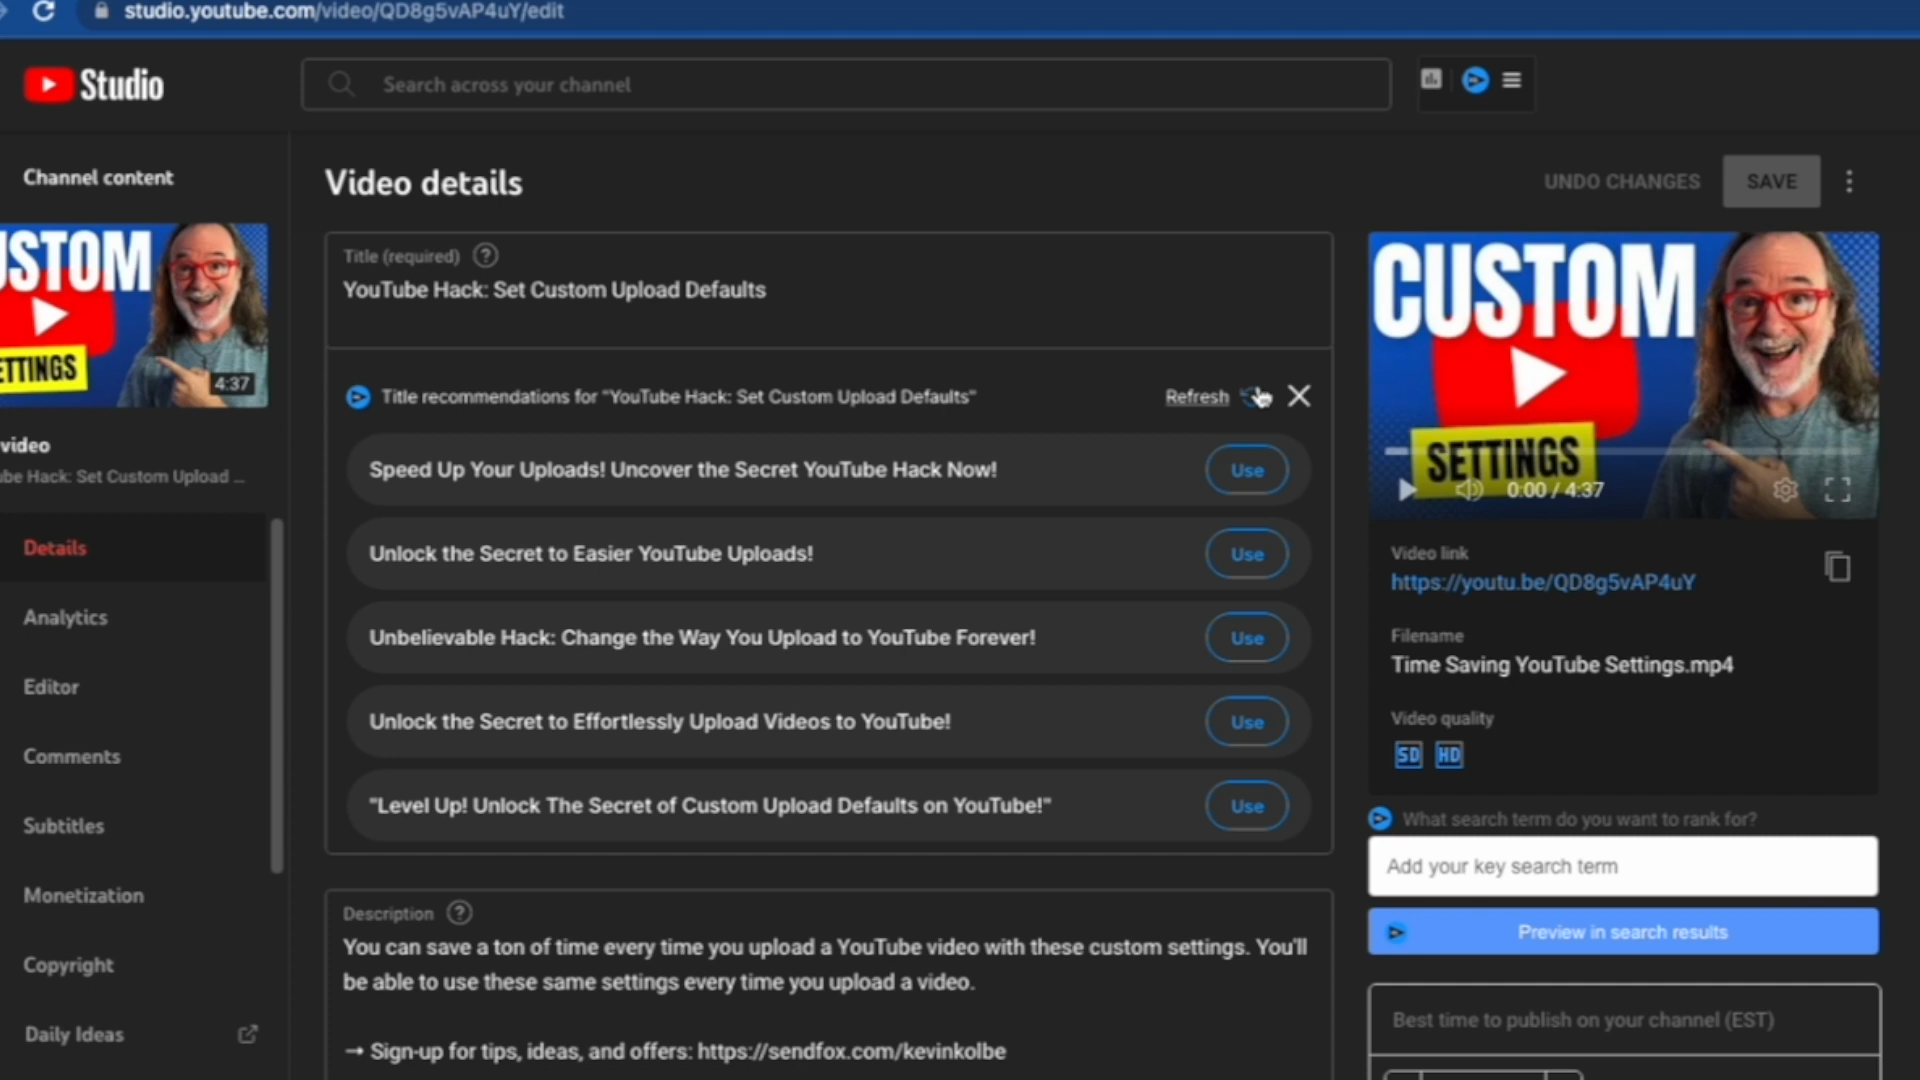 studio.youtube.com/video/QD8g5vAP4uY/edit
Studio
Search across your channel
Channel content
Video details
UNDO CHANGES
SAVE
USTOM
ETTINGS
4:37
video
be Hack: Set Custom Upload ...
Details
Analytics
Editor
Comments
Subtitles
Monetization
Copyright
Daily Ideas
Title (required)
YouTube Hack: Set Custom Upload Defaults
Title recommendations for "YouTube Hack: Set Custom Upload Defaults"
Refresh
Speed Up Your Uploads! Uncover the Secret YouTube Hack Now!
Use
Unlock the Secret to Easier YouTube Uploads!
Use
Unbelievable Hack: Change the Way You Upload to YouTube Forever!
Use
Unlock the Secret to Effortlessly Upload Videos to YouTube!
Use
"Level Up! Unlock The Secret of Custom Upload Defaults on YouTube!"
Use
Description
You can save a ton of time every time you upload a YouTube video with these custom settings. You'll
be able to use these same settings every time you upload a video.
→ Sign-up for tips, ideas, and offers: https://sendfox.com/kevinkolbe
CUSTOM
SETTINGS
0:00 / 4:37
Video link
https://youtu.be/QD8g5vAP4uY
Filename
Time Saving YouTube Settings.mp4
Video quality
SD HD
What search term do you want to rank for?
Add your key search term
Preview in search results
Best time to publish on your channel (EST)